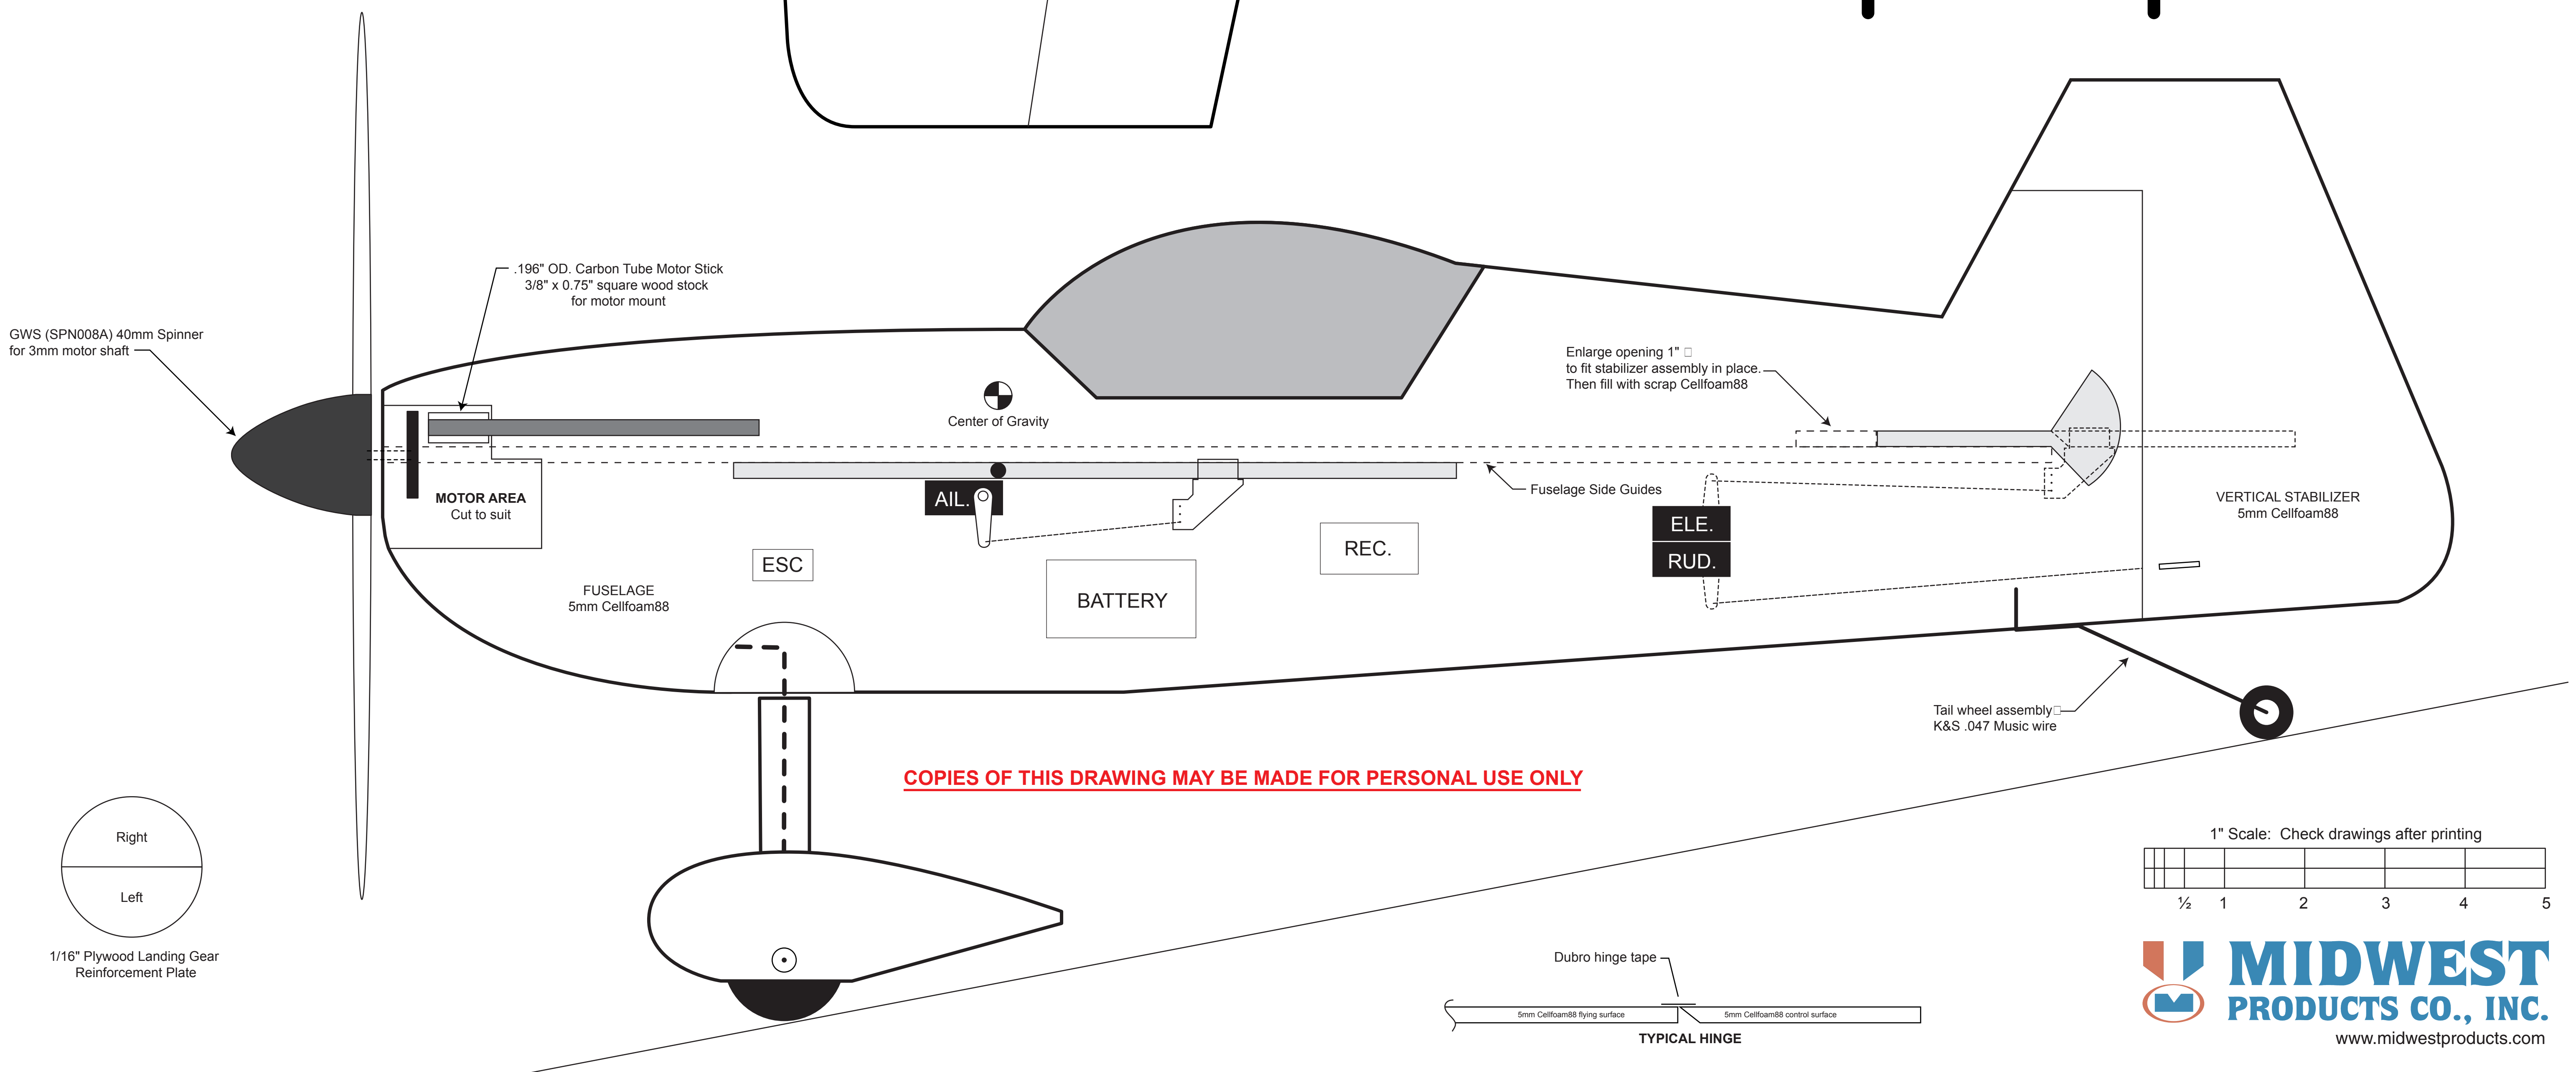 .196" OD. Carbon Tube Motor Stick
3/8" x 0.75" square wood stock
for motor mount
GWS (SPN008A) 40mm Spinner
for 3mm motor shaft
Enlarge opening 1" □
to fit stabilizer assembly in place.
Then fill with scrap Cellfoam88
Center of Gravity
MOTOR AREA
Cut to suit
AIL.
Fuselage Side Guides
ELE.
RUD.
VERTICAL STABILIZER
5mm Cellfoam88
ESC
REC.
BATTERY
FUSELAGE
5mm Cellfoam88
Tail wheel assembly□
K&S .047 Music wire
COPIES OF THIS DRAWING MAY BE MADE FOR PERSONAL USE ONLY
Right
Left
1/16" Plywood Landing Gear
Reinforcement Plate
1" Scale: Check drawings after printing
½ 1 2 3 4 5
Dubro hinge tape
5mm Cellfoam88 flying surface
5mm Cellfoam88 control surface
TYPICAL HINGE
MIDWEST
PRODUCTS CO., INC.
www.midwestproducts.com